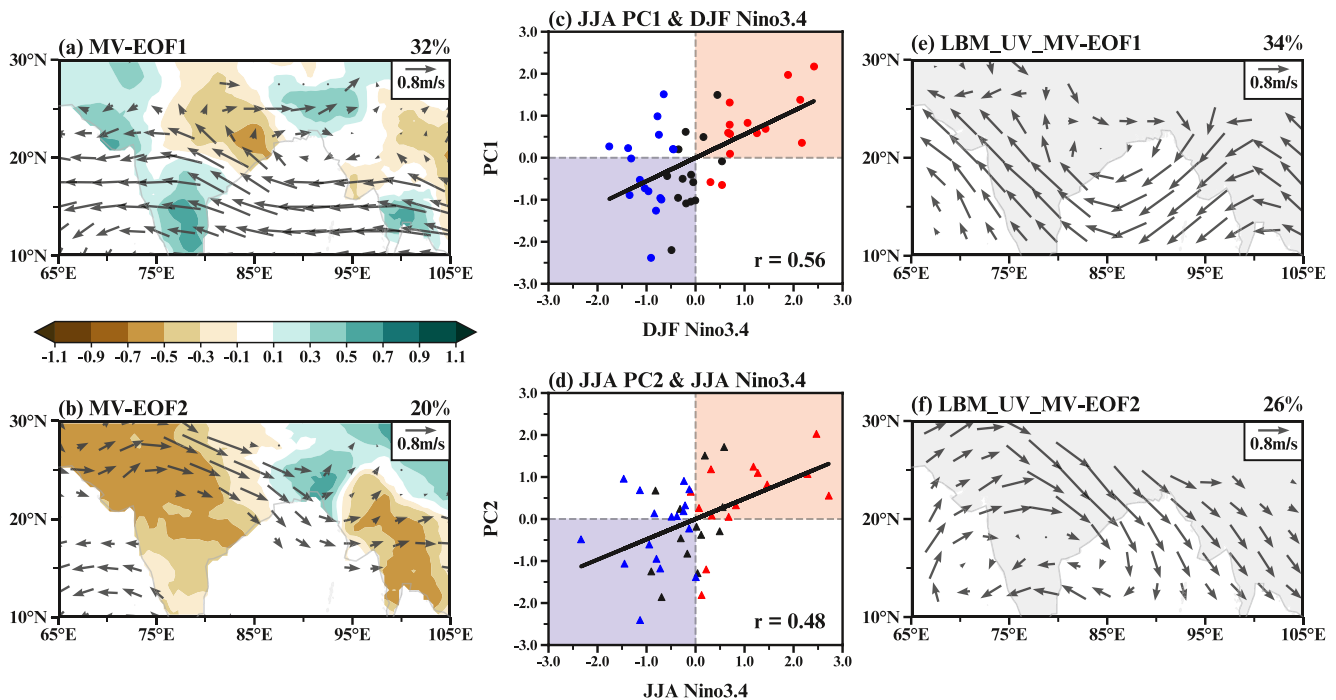 (a) MV-EOF1 32%
30°N
0.8m/s
20°N
10°N
65°E 75°E 85°E 95°E 105°E
-1.1 -0.9 -0.7 -0.5 -0.3 -0.1 0.1 0.3 0.5 0.7 0.9 1.1
(b) MV-EOF2 20%
30°N
0.8m/s
20°N
10°N
65°E 75°E 85°E 95°E 105°E
(c) JJA PC1 & DJF Nino3.4
3.0
2.0
1.0
0.0
-1.0
-2.0
3.0
PC1
r = 0.56
-3.0 -2.0 -1.0 0.0 1.0 2.0 3.0
DJF Nino3.4
(d) JJA PC2 & JJA Nino3.4
3.0
2.0
1.0
0.0
-1.0
-2.0
3.0
PC2
r = 0.48
-3.0 -2.0 -1.0 0.0 1.0 2.0 3.0
JJA Nino3.4
(e) LBM_UV_MV-EOF1 34%
30°N
0.8m/s
20°N
10°N
65°E 75°E 85°E 95°E 105°E
(f) LBM_UV_MV-EOF2 26%
30°N
0.8m/s
20°N
10°N
65°E 75°E 85°E 95°E 105°E